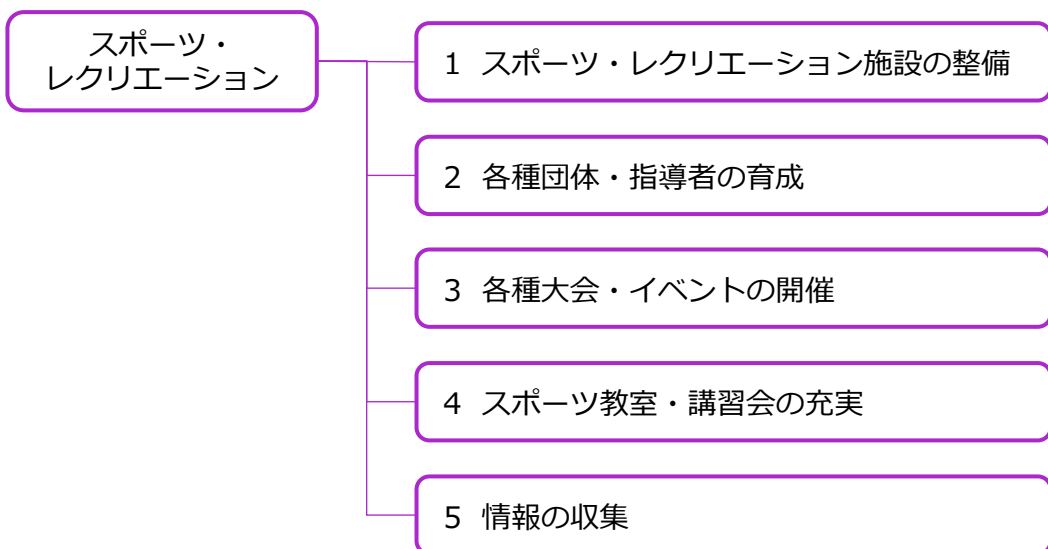 スポーツ・
レクリエーション
1 スポーツ・レクリエーション施設の整備
2 各種団体・指導者の育成
3 各種大会・イベントの開催
4 スポーツ教室・講習会の充実
5 情報の収集